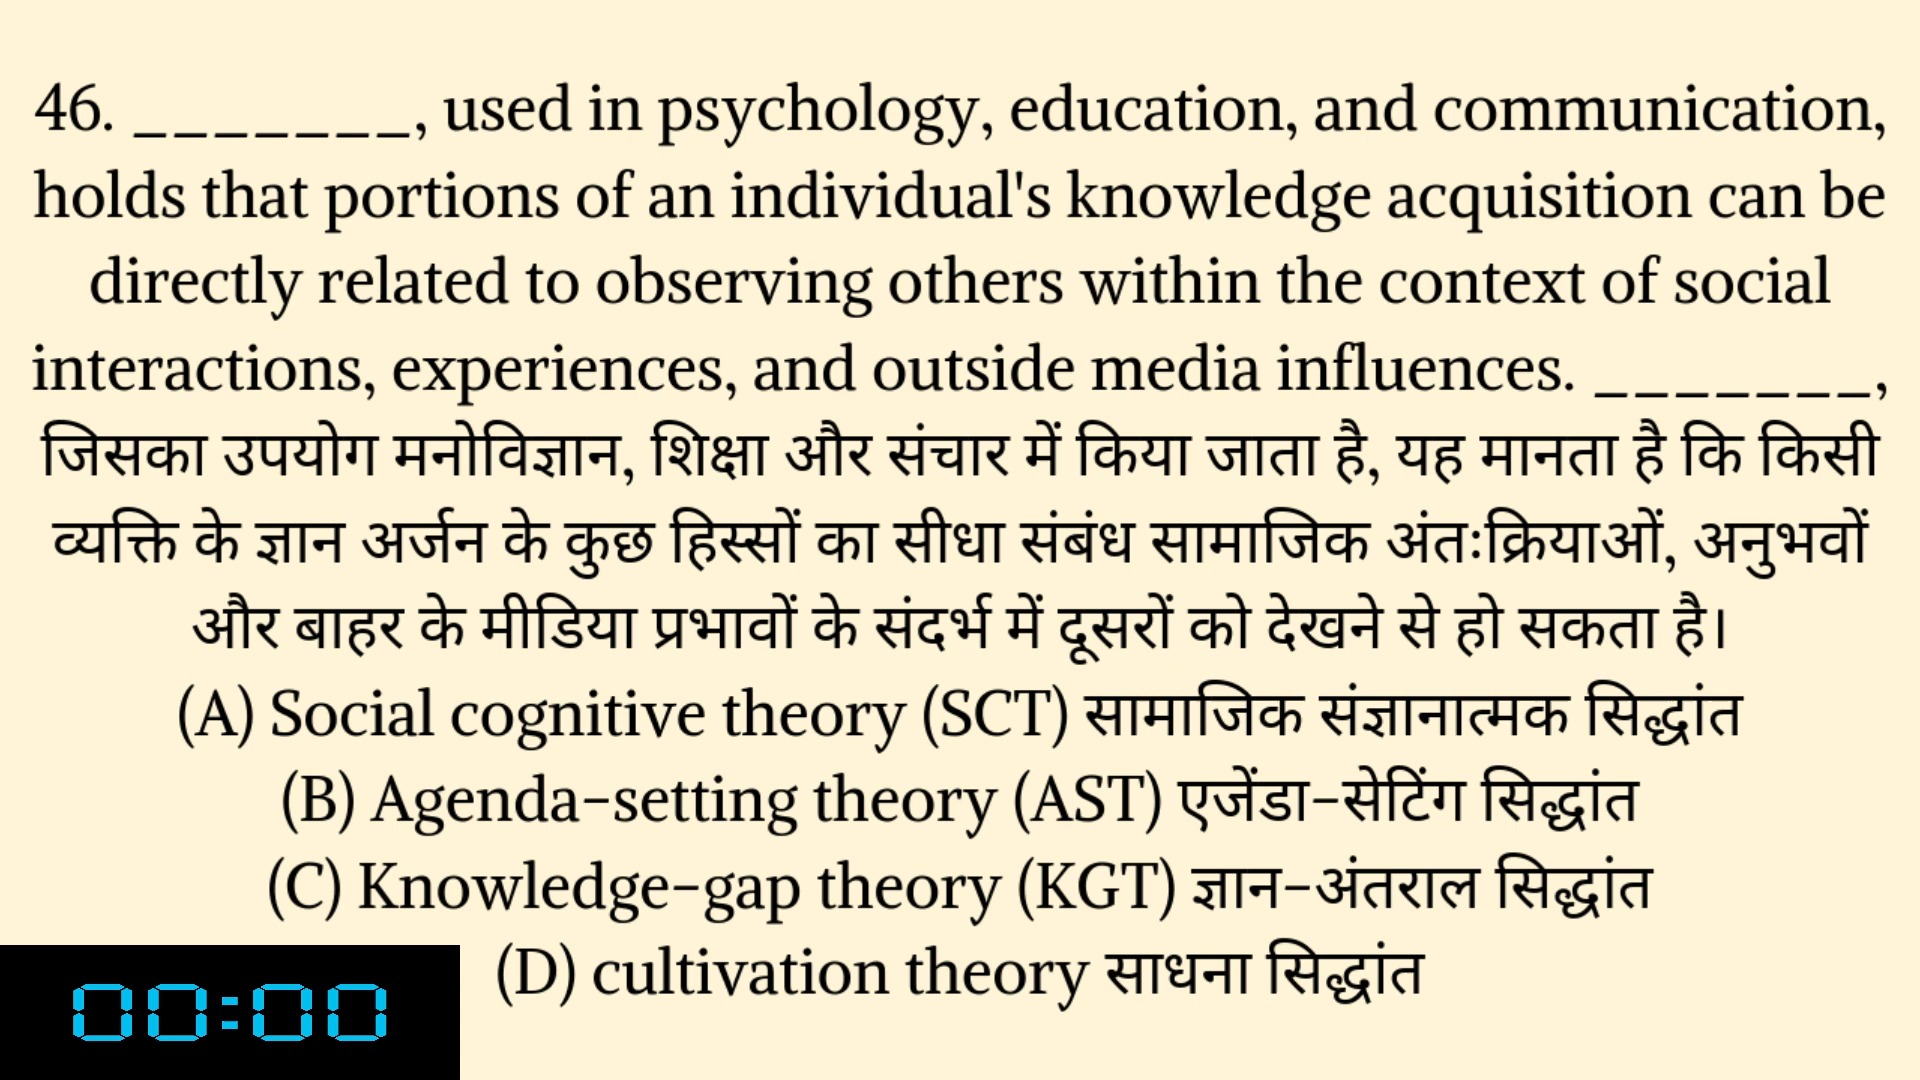 46. _______, used in psychology, education, and communication,
holds that portions of an individual's knowledge acquisition can be
directly related to observing others within the context of social
interactions, experiences, and outside media influences. _______,
जिसका उपयोग मनोविज्ञान, शिक्षा और संचार में किया जाता है, यह मानता है कि किसी
व्यक्ति के ज्ञान अर्जन के कुछ हिस्सों का सीधा संबंध सामाजिक अंतःक्रियाओं, अनुभवों
और बाहर के मीडिया प्रभावों के संदर्भ में दूसरों को देखने से हो सकता है।
(A) Social cognitive theory (SCT) सामाजिक संज्ञानात्मक सिद्धांत
(B) Agenda-setting theory (AST) एजेंडा-सेटिंग सिद्धांत
(C) Knowledge-gap theory (KGT) ज्ञान-अंतराल सिद्धांत
(D) cultivation theory साधना सिद्धांत
00:00